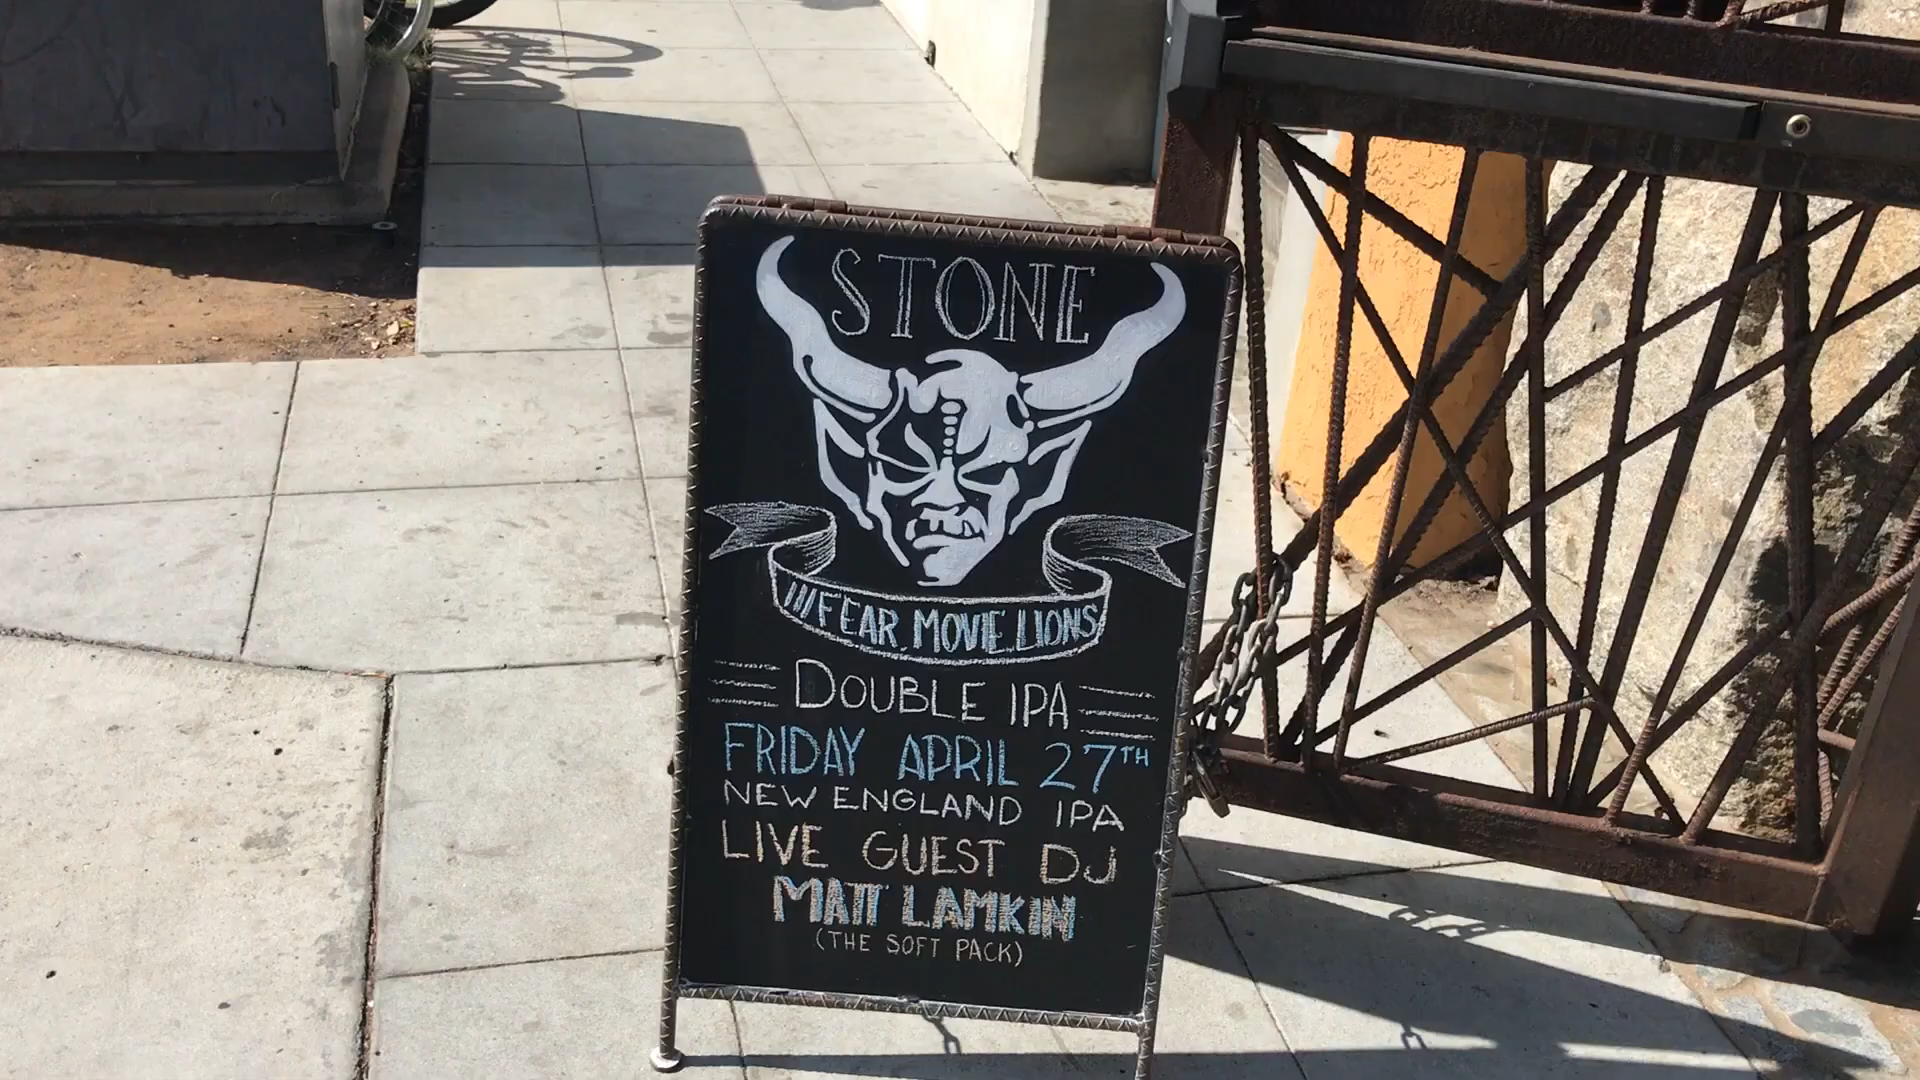 STONE
///FEAR.MOVIE.LIONS
DOUBLE IPA
FRIDAY APRIL 27TH
NEW ENGLAND IPA
LIVE GUEST DJ
MATT LAMKIN
(THE SOFT PACK)